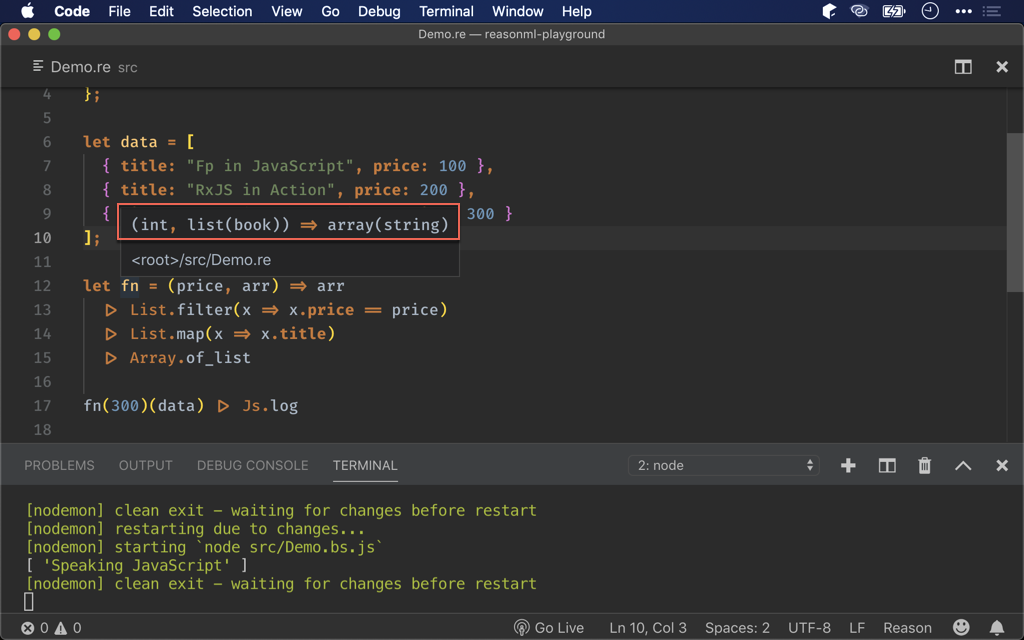 Code File Edit Selection View Go Debug Terminal Window Help
Demo.re — reasonml-playground
Demo.re src
4 };
5
6 let data = [
7 { title: "Fp in JavaScript", price: 100 },
8 { title: "RxJS in Action", price: 200 },
9 { 300 }
(int, list(book)) => array(string)
10 ];
<root>/src/Demo.re
11
12 let fn = (price, arr) => arr
13 |> List.filter(x => x.price == price)
14 |> List.map(x => x.title)
15 |> Array.of_list
16
17 fn(300)(data) |> Js.log
18
PROBLEMS OUTPUT DEBUG CONSOLE TERMINAL 2: node
[nodemon] clean exit - waiting for changes before restart
[nodemon] restarting due to changes...
[nodemon] starting `node src/Demo.bs.js`
[ 'Speaking JavaScript' ]
[nodemon] clean exit - waiting for changes before restart
0 0 Go Live Ln 10, Col 3 Spaces: 2 UTF-8 LF Reason